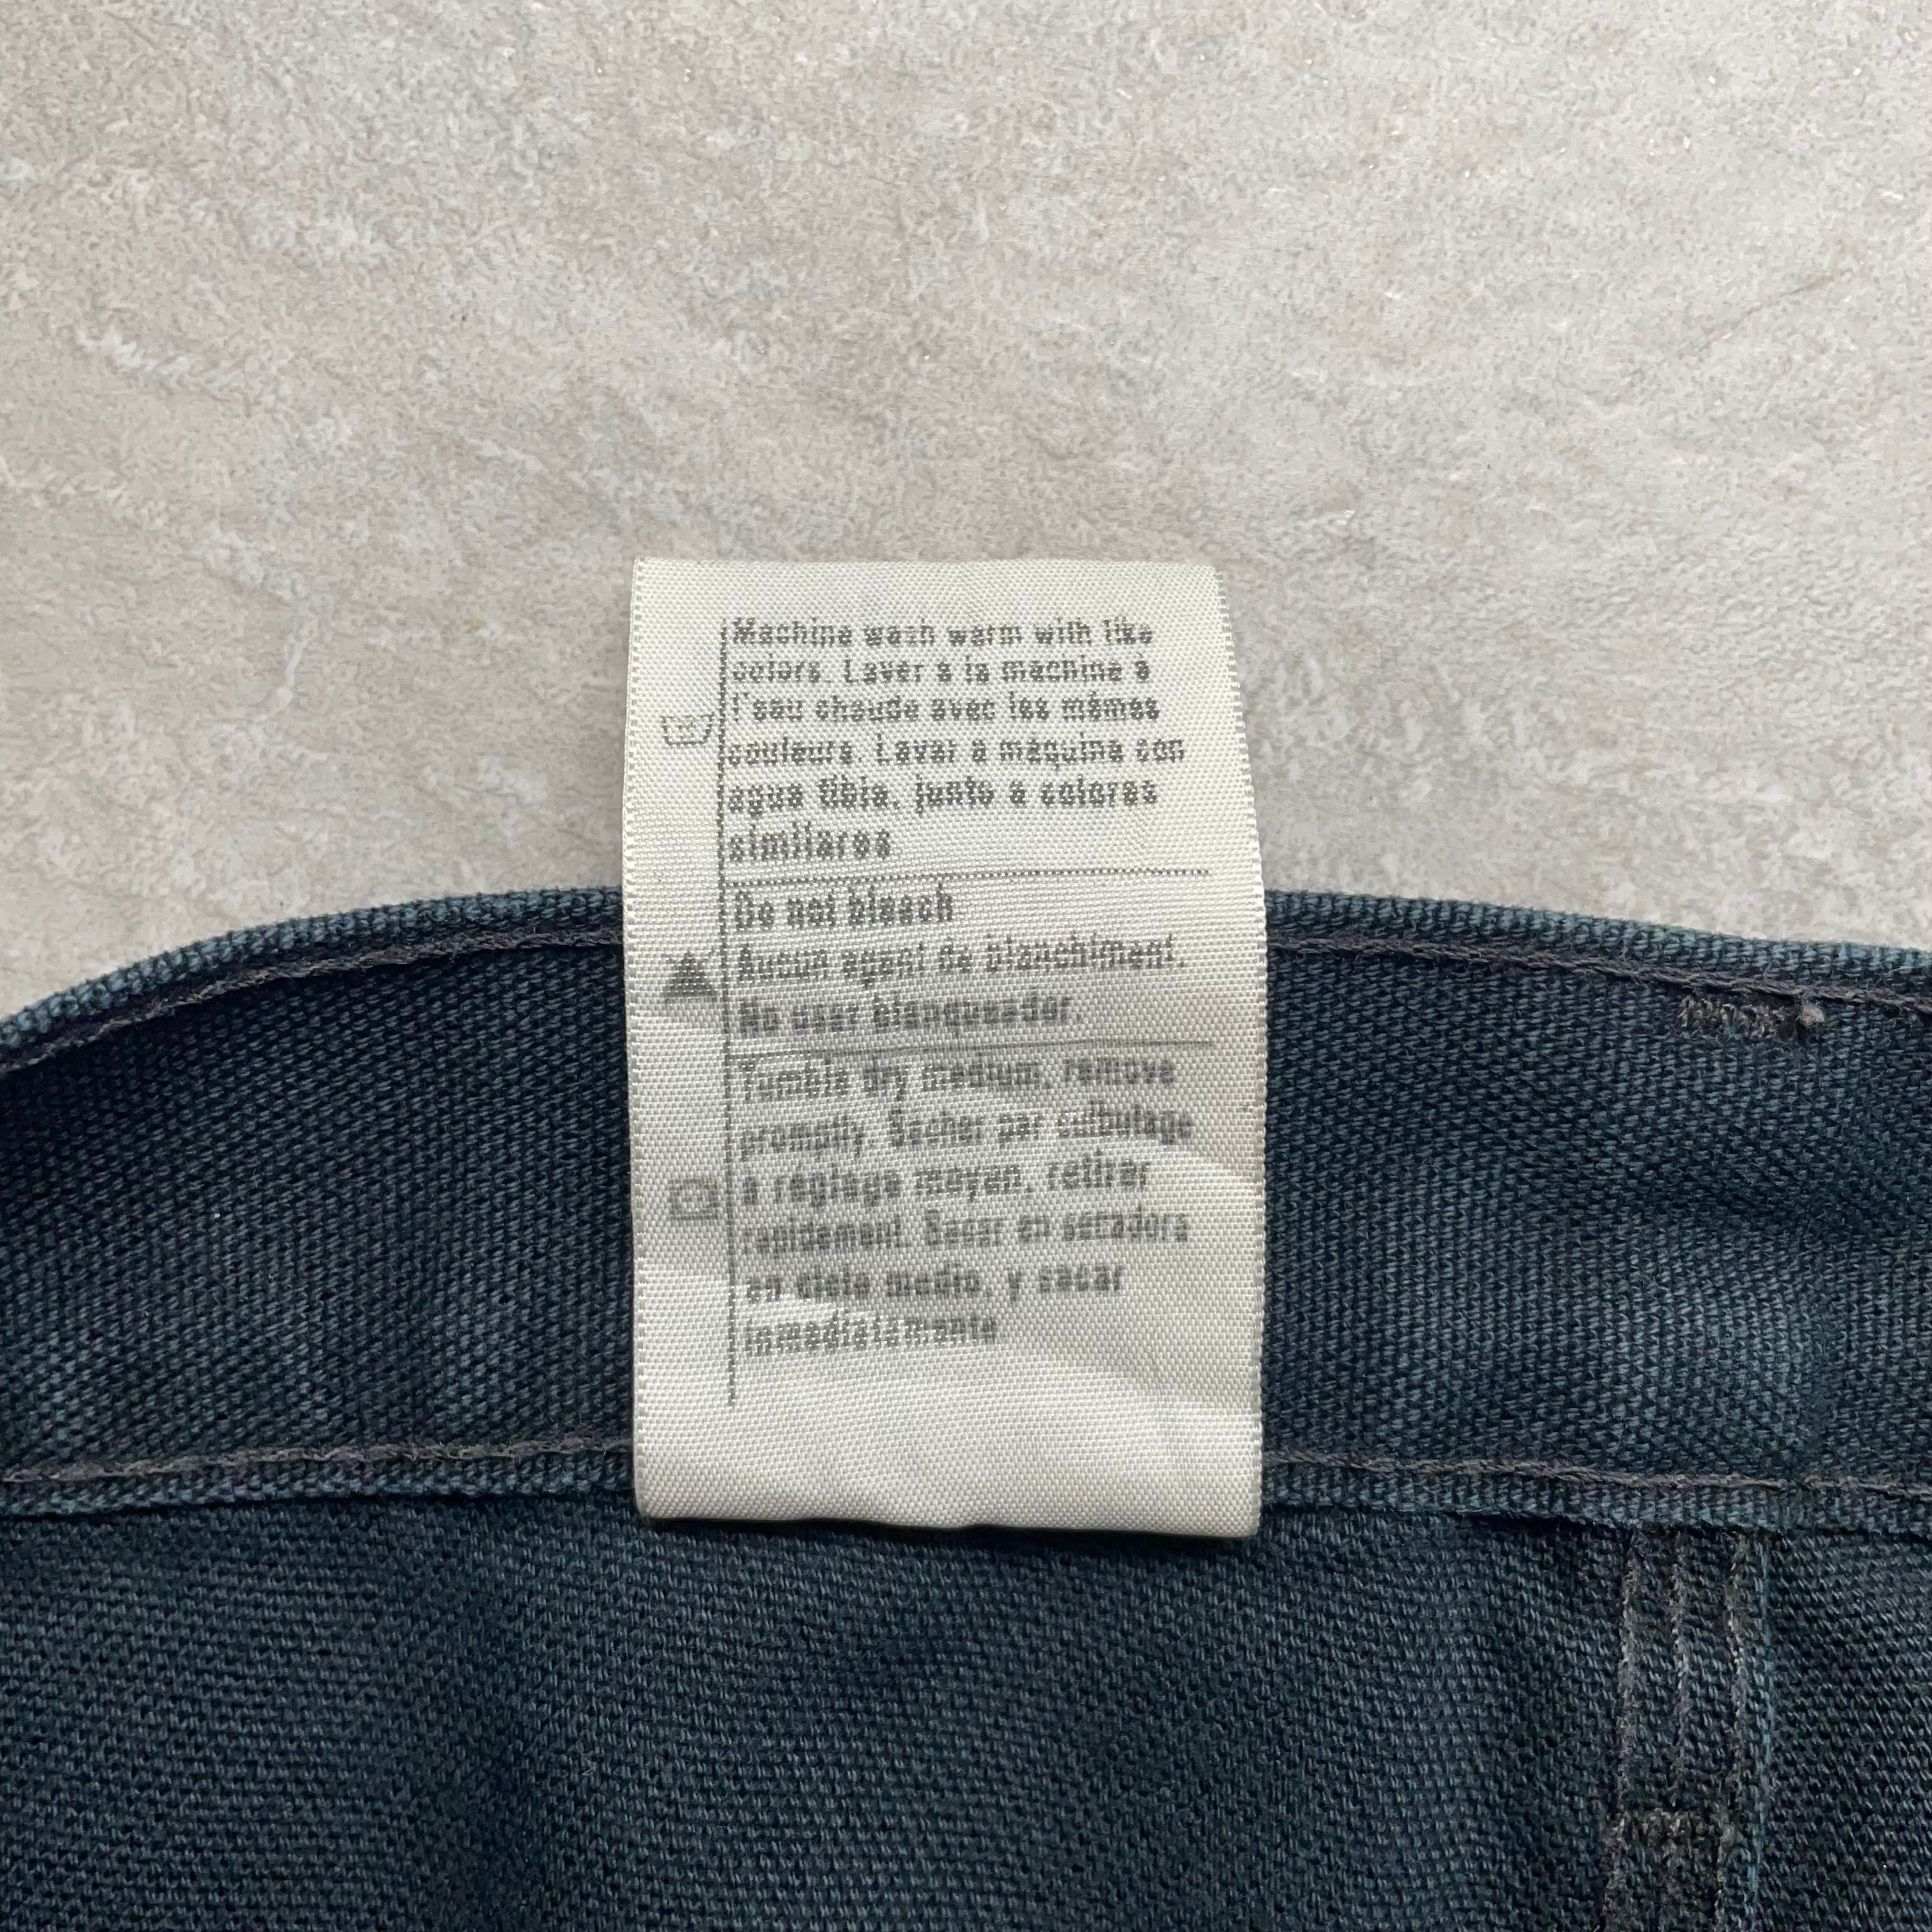 Machine wash warm with like
colors. Laver à la machine à
l'eau chaude avec les mêmes
couleurs. Lavar a máquina con
agua tibia, junto a colores
similares
Do not bleach
Aucun agent de blanchiment.
No usar blanqueador.
Tumble dry medium, remove
promptly. Sécher par culbutage
à réglage moyen, retirer
rapidement. Secar en secadora
en ciclo medio, y sacar
inmediatamente